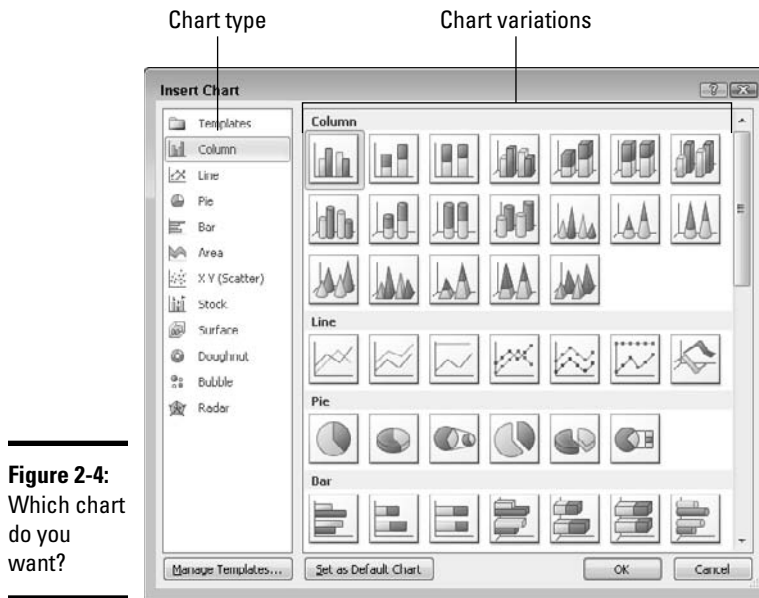 Chart type
Chart variations
Insert Chart
Templates
Column
Line
Pie
Bar
Area
X Y (Scatter)
Stock
Surface
Doughnut
Bubble
Radar
Column
Line
Pie
Bar
Manage Templates...
Set as Default Chart
OK
Cancel
Figure 2-4:
Which chart
do you
want?